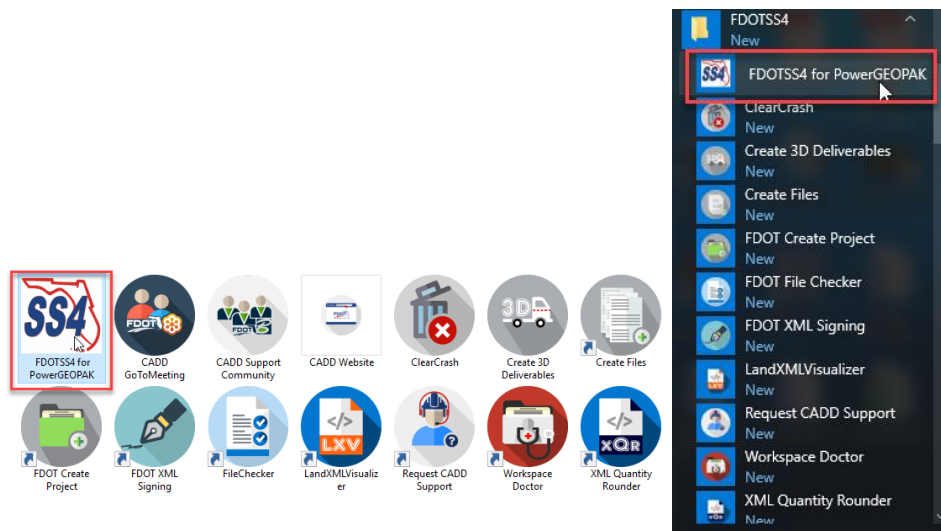 SS4
FDOTSS4 for
PowerGEOPAK
FDOT
CADD
GoToMeeting
FDOT
CADD Support
Community
FDOT
CADD Website
ClearCrash
3D
Create 3D
Deliverables
Create Files
FDOT Create
Project
FDOT XML
Signing
FileChecker
</>
LXV
LandXMLVisualiz
er
?
Request CADD
Support
Workspace
Doctor
</>
XQR
XML Quantity
Rounder
FDOTSS4
New
SS4
FDOTSS4 for PowerGEOPAK
ClearCrash
New
Create 3D Deliverables
New
Create Files
New
FDOT Create Project
New
FDOT File Checker
New
FDOT XML Signing
New
LandXMLVisualizer
New
Request CADD Support
New
Workspace Doctor
New
XML Quantity Rounder
New